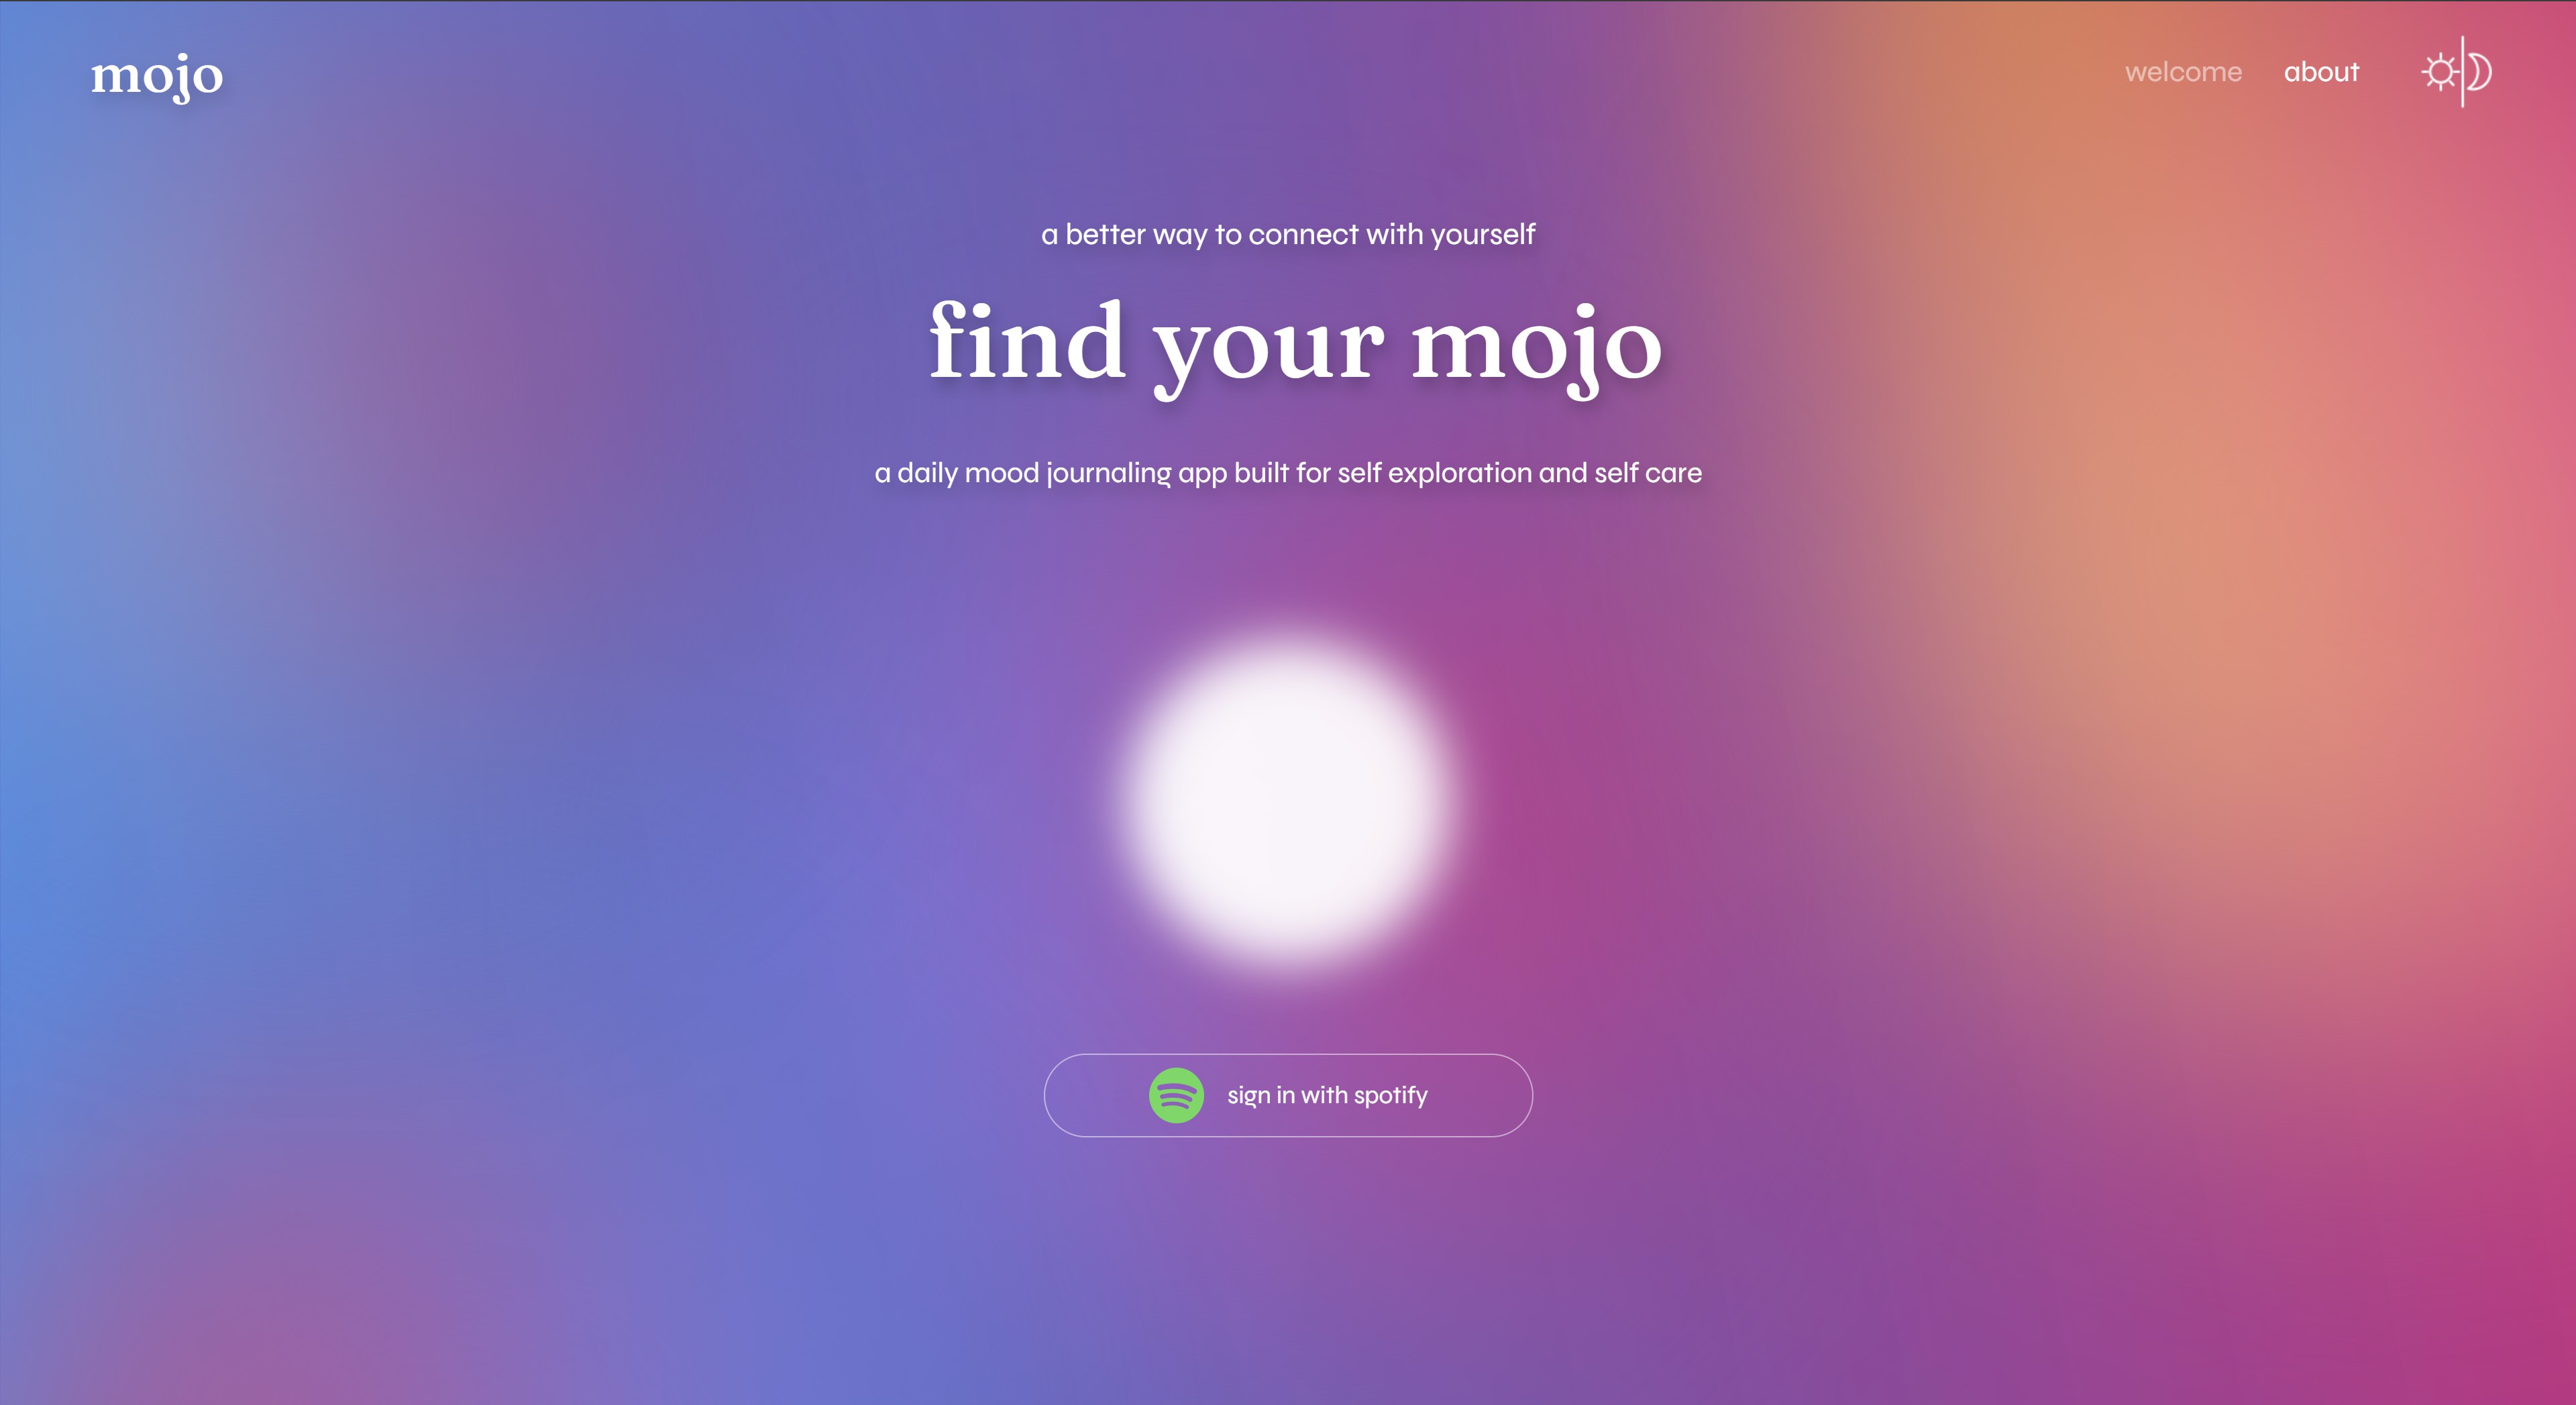 mojo
welcome about
a better way to connect with yourself
find your mojo
a daily mood journaling app built for self exploration and self care
sign in with spotify